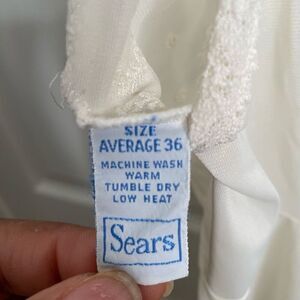 SIZE
AVERAGE 36
MACHINE WASH
WARM
TUMBLE DRY
LOW HEAT
Sears